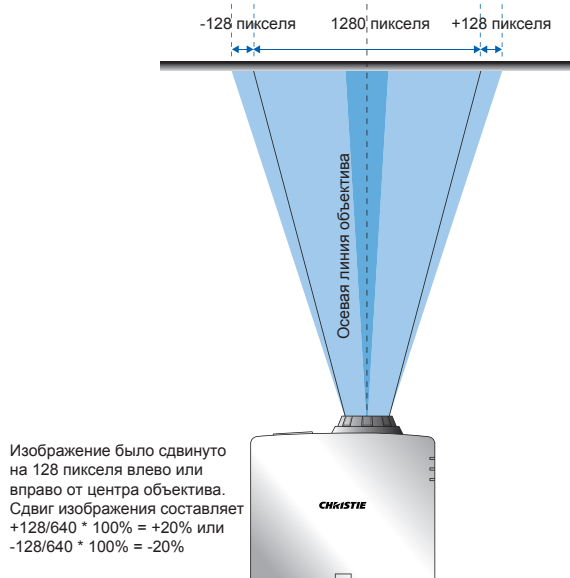 -128 пикселя 1280 пикселя +128 пикселя
Осевая линия объектива
Изображение было сдвинуто
на 128 пикселя влево или
вправо от центра объектива.
Сдвиг изображения составляет
+128/640 * 100% = +20% или
-128/640 * 100% = -20%
CHRISTIE